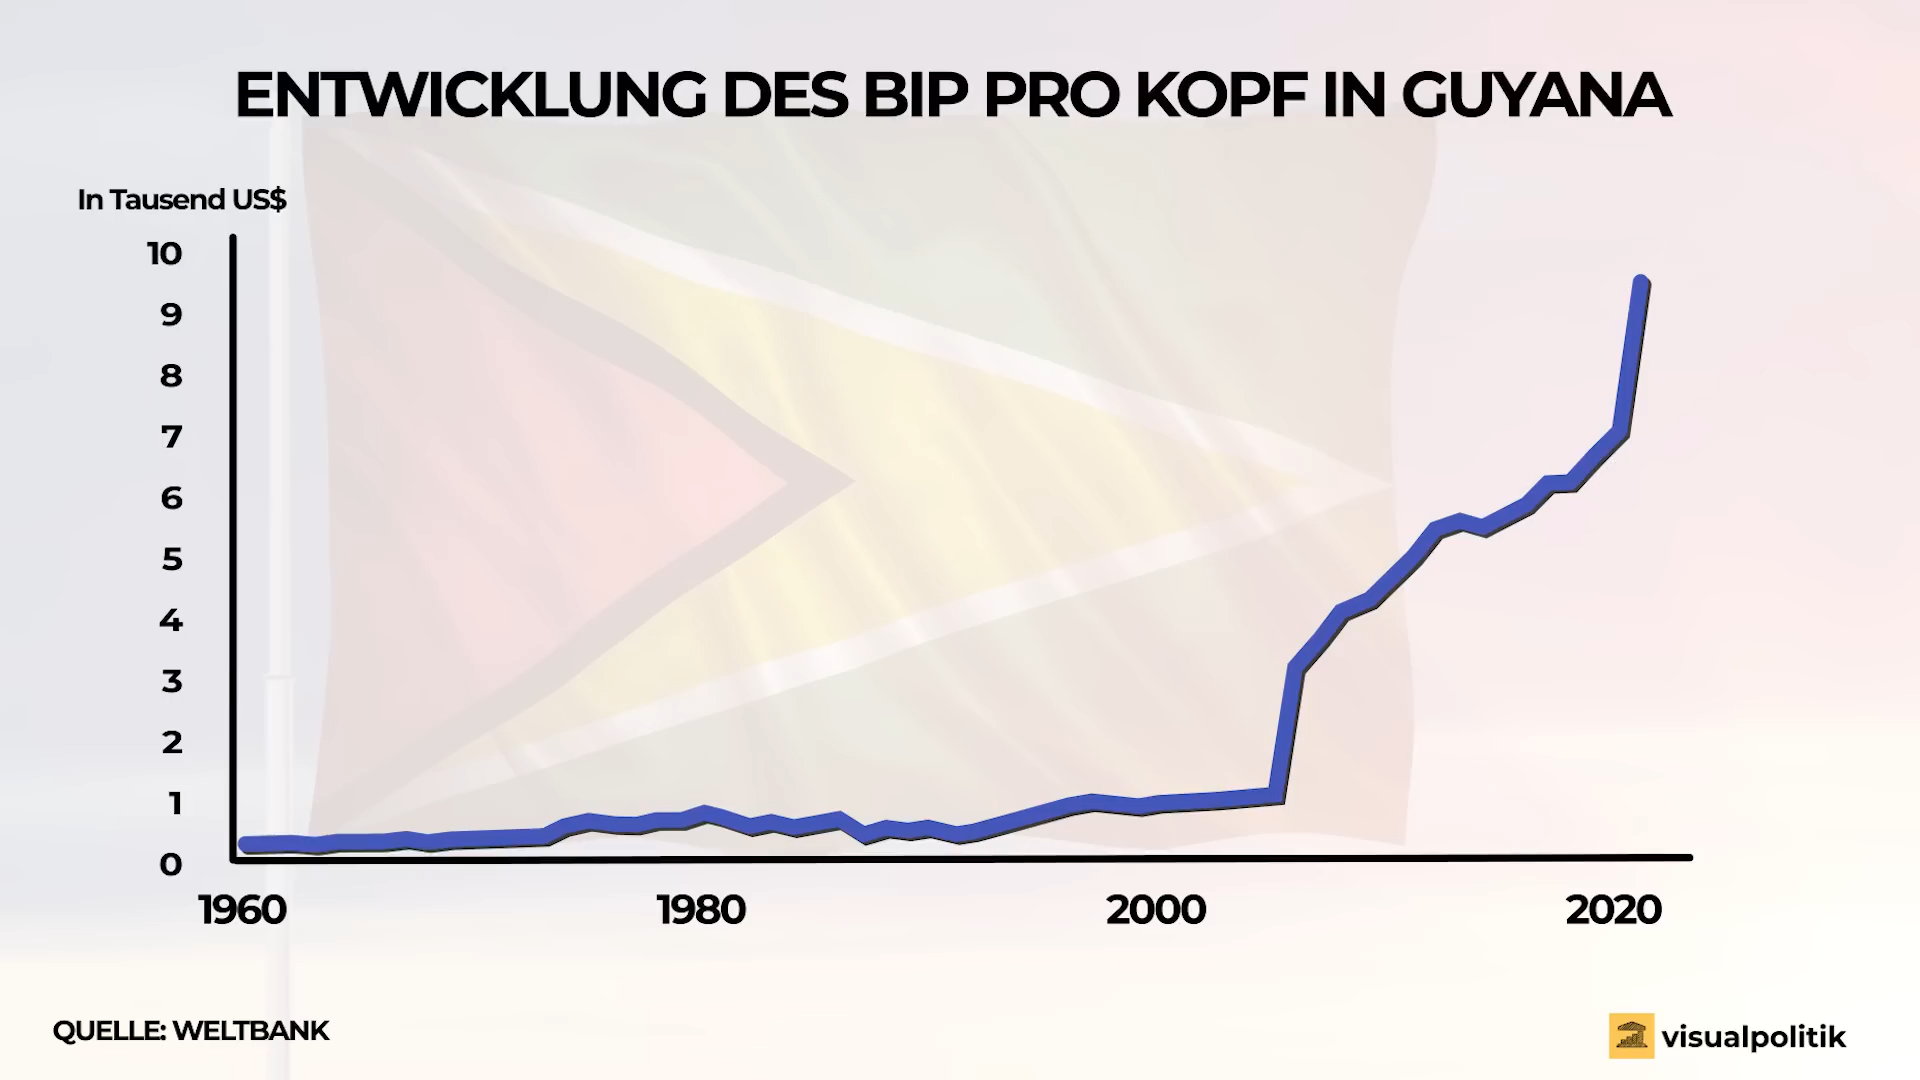 ENTWICKLUNG DES BIP PRO KOPF IN GUYANA
In Tausend US$
10
9
8
7
6
5
4
3
2
1
0
1960 1980 2000 2020
QUELLE: WELTBANK
visualpolitik